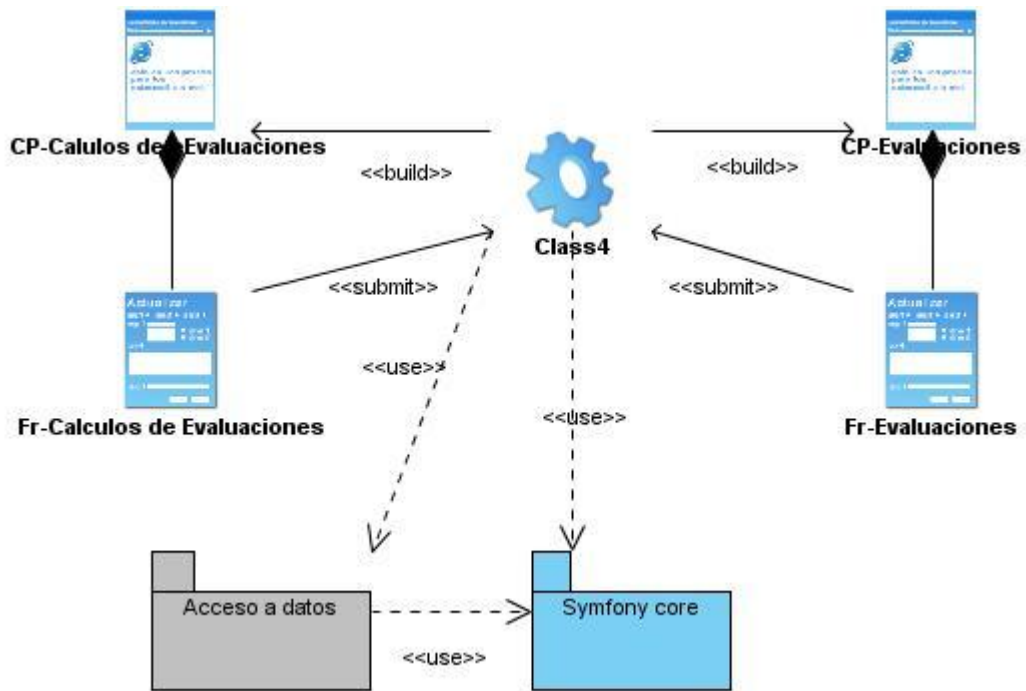 CP-Calulos de Evaluaciones
CP-Evaluaciones
<<build>>
<<build>>
Class4
<<submit>>
<<submit>>
Actualizar
Actualizar
<<use>>
<<use>>
Fr-Calculos de Evaluaciones
Fr-Evaluaciones
Acceso a datos
Symfony core
<<use>>